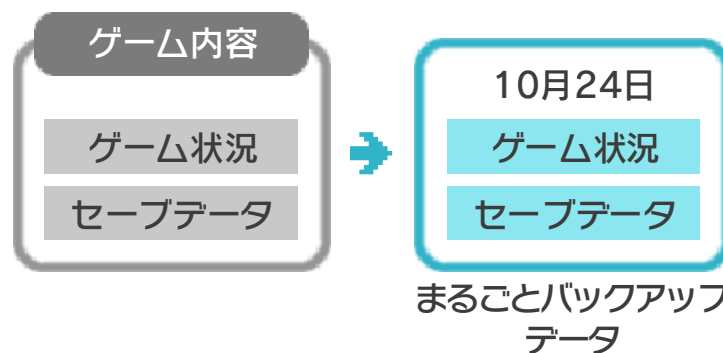 ゲーム内容
ゲーム状況
セーブデータ
10月24日
ゲーム状況
セーブデータ
まるごとバックアップ
データ